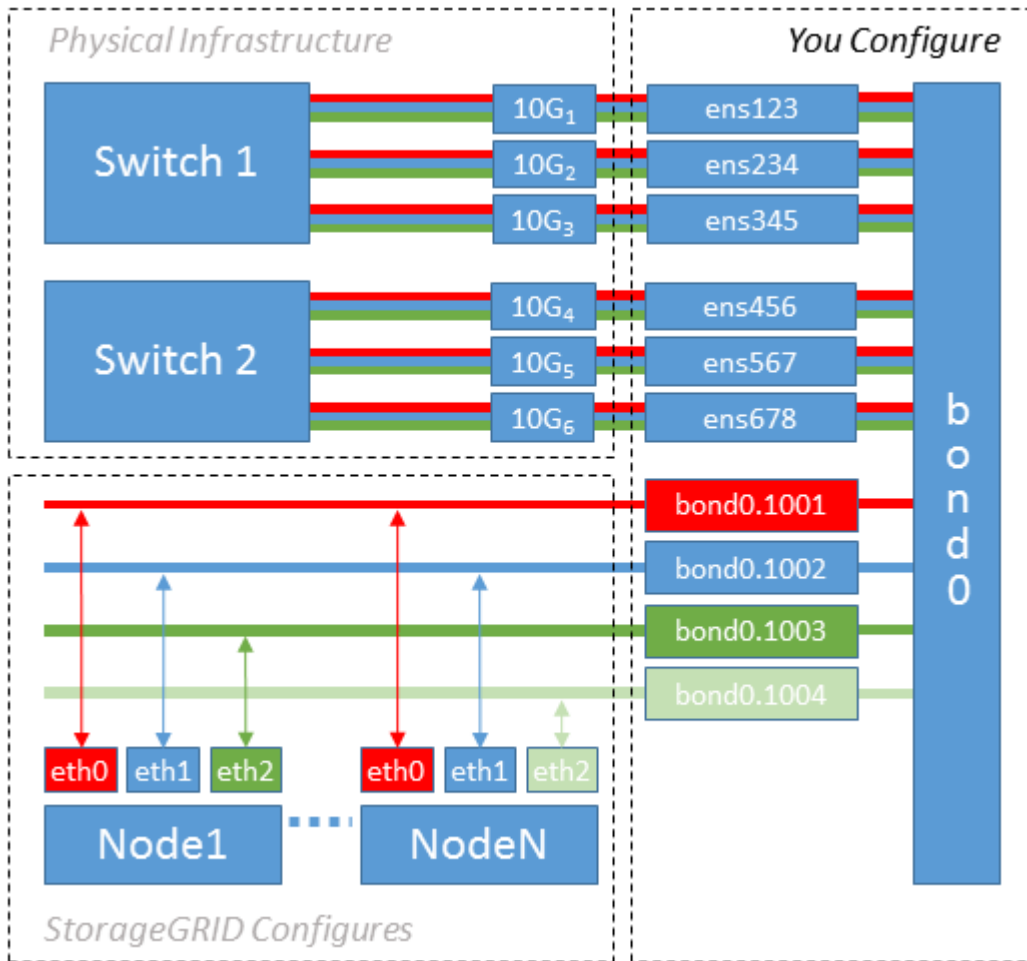 Physical Infrastructure
You Configure
Switch 1
10G₁
ens123
10G₂
ens234
10G₃
ens345
Switch 2
10G₄
ens456
10G₅
ens567
10G₆
ens678
bond0
bond0.1001
bond0.1002
bond0.1003
bond0.1004
eth0
eth1
eth2
eth0
eth1
eth2
Node1
NodeN
StorageGRID Configures